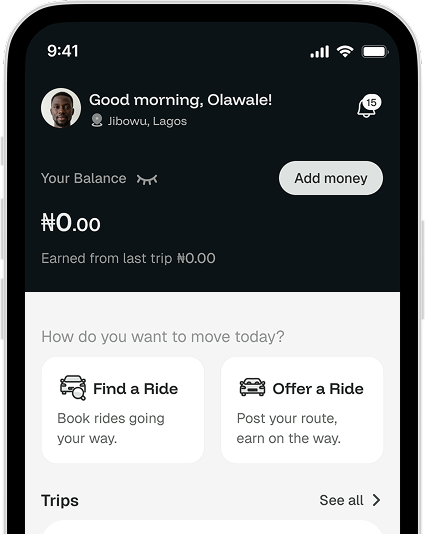 9:41
Good morning, Olawale!
15
Jibowu, Lagos
Your Balance
Add money
₦0.00
Earned from last trip ₦0.00
How do you want to move today?
Find a Ride
Book rides going
your way.
Offer a Ride
Post your route,
earn on the way.
Trips
See all